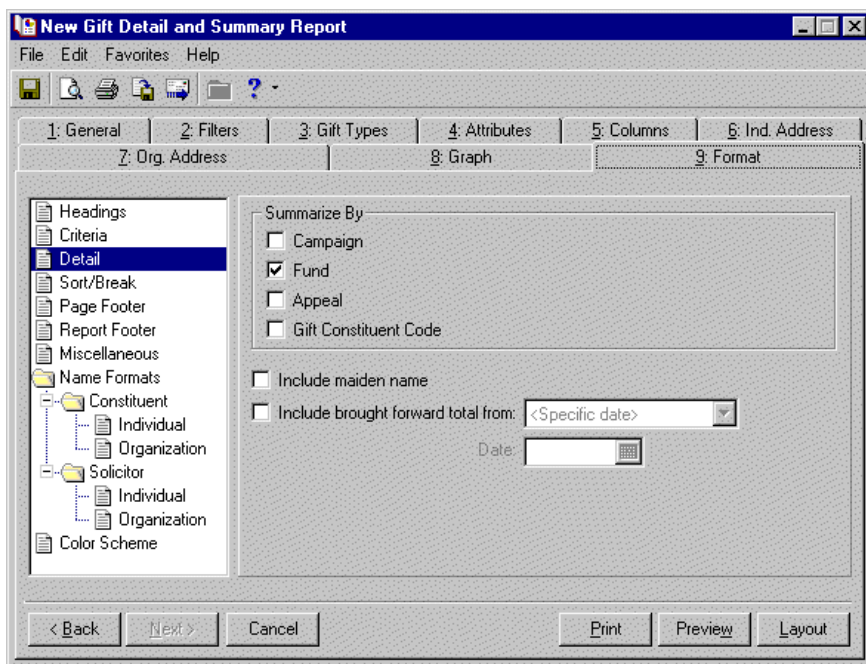 New Gift Detail and Summary Report
File Edit Favorites Help
1: General 2: Filters 3: Gift Types 4: Attributes 5: Columns 6: Ind. Address
7: Org. Address 8: Graph 9: Format
Headings
Criteria
Detail
Sort/Break
Page Footer
Report Footer
Miscellaneous
Name Formats
Constituent
Individual
Organization
Solicitor
Individual
Organization
Color Scheme
Summarize By
Campaign
Fund
Appeal
Gift Constituent Code
Include maiden name
Include brought forward total from: <Specific date>
Date:
< Back Next > Cancel Print Preview Layout